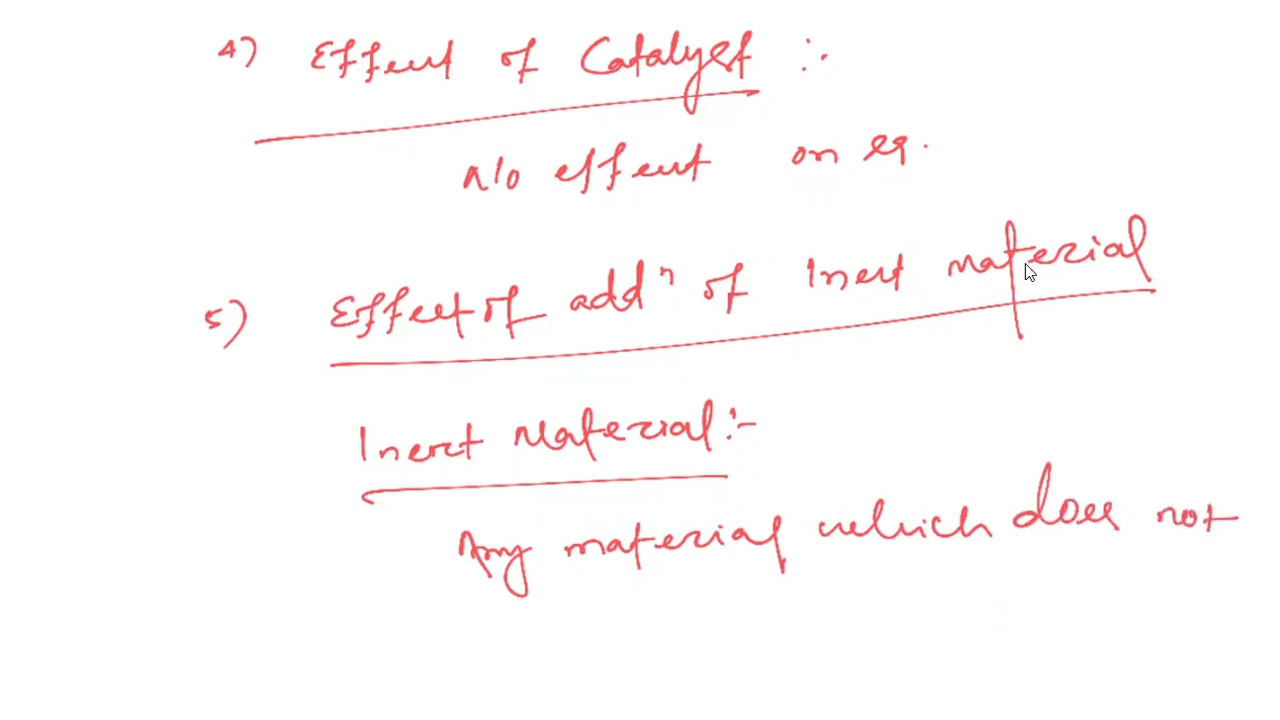 4) Effect of Catalyst :-
No effect on eq.
5) Effect of addⁿ of Inert material
Inert Material :-
Any material which does not